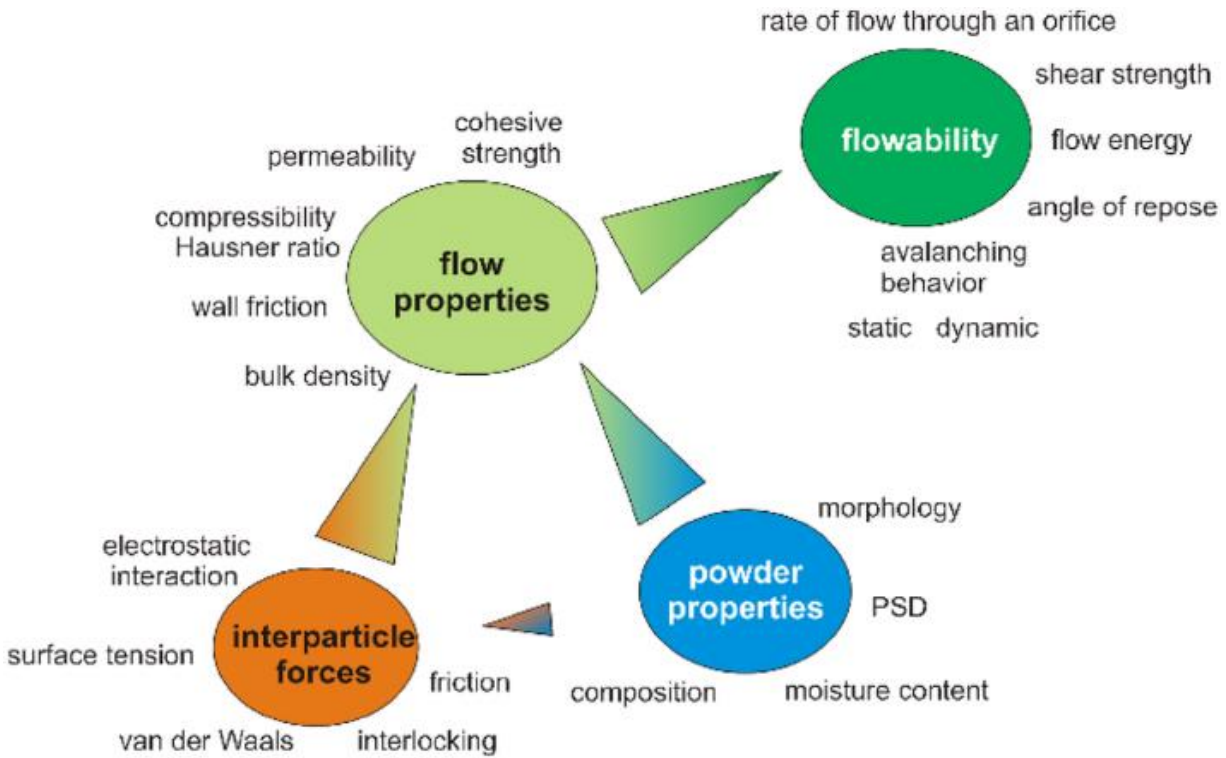 rate of flow through an orifice
shear strength
flowability
flow energy
angle of repose
avalanching
behavior
static dynamic
cohesive
strength
permeability
compressibility
Hausner ratio
flow
properties
wall friction
bulk density
morphology
powder
properties
PSD
composition
moisture content
electrostatic
interaction
interparticle
forces
surface tension
friction
van der Waals
interlocking